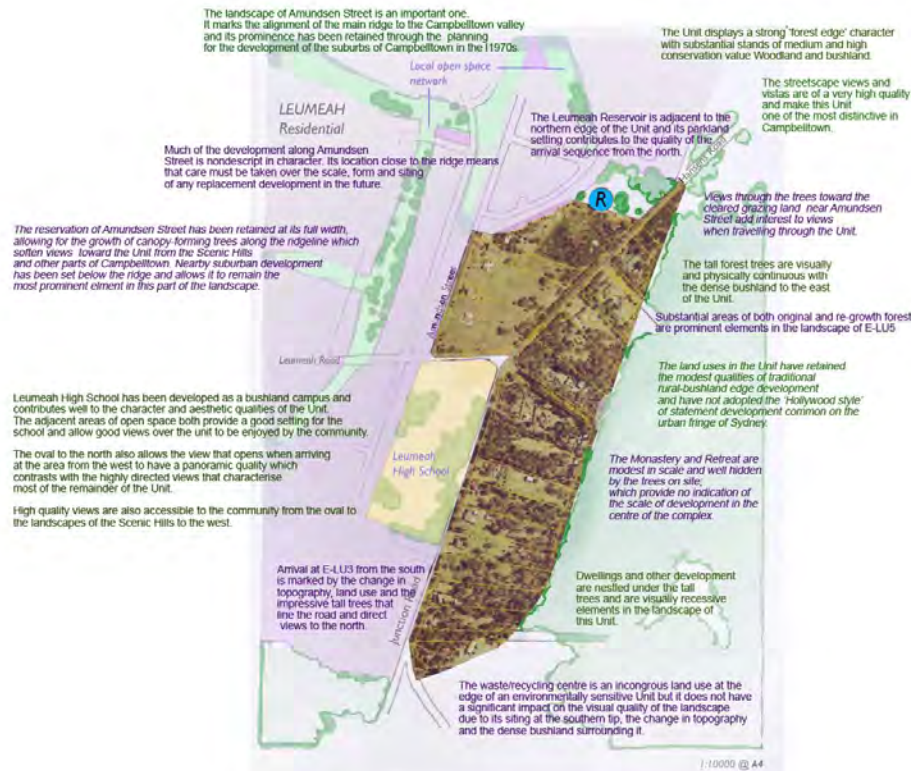 The landscape of Amundsen Street is an important one.
It marks the alignment of the main ridge to the Campbelltown valley
and its prominence has been retained through the planning
for the development of the suburbs of Campbelltown in the l1970s.
The Unit displays a strong 'forest edge' character
with substantial stands of medium and high
conservation value Woodland and bushland.
Local open space
network
The streetscape views and
vistas are of a very high quality
and make this Unit
one of the most distinctive in
Campbelltown.
LEUMEAH
Residential
The Leumeah Reservoir is adjacent to the
northern edge of the Unit and its parkland
setting contributes to the quality of the
arrival sequence from the north.
Hansens Road
Much of the development along Amundsen
Street is nondescript in character. Its location close to the ridge means
that care must be taken over the scale, form and siting
of any replacement development in the future.
R
Views through the trees toward the
cleared grazing land near Amundsen
Street add interest to views
when travelling through the Unit.
The reservation of Amundsen Street has been retained at its full width,
allowing for the growth of canopy-forming trees along the ridgeline which
soften views toward the Unit from the Scenic Hills
and other parts of Campbelltown. Nearby suburban development
has been set below the ridge and allows it to remain the
most prominent elment in this part of the landscape.
Amundsen Street
The tall forest trees are visually
and physically continuous with
the dense bushland to the east
of the Unit.
Substantial areas of both original and re-growth forest
are prominent elements in the landscape of E-LU5
Leumeah Road
The land uses in the Unit have retained
the modest qualities of traditional
rural-bushland edge development
and have not adopted the 'Hollywood style'
of statement development common on the
urban fringe of Sydney.
Leumeah High School has been developed as a bushland campus and
contributes well to the character and aesthetic qualities of the Unit.
The adjacent areas of open space both provide a good setting for the
school and allow good views over the unit to be enjoyed by the community.
The oval to the north also allows the view that opens when arriving
at the area from the west to have a panoramic quality which
contrasts with the highly directed views that characterise
most of the remainder of the Unit.
High quality views are also accessible to the community from the oval to
the landscapes of the Scenic Hills to the west.
Leumeah
High School
The Monastery and Retreat are
modest in scale and well hidden
by the trees on site,
which provide no indication of
the scale of development in the
centre of the complex.
Arrival at E-LU3 from the south
is marked by the change in
topography, land use and the
impressive tall trees that
line the road and direct
views to the north.
Junction Road
Dwellings and other development
are nestled under the tall
trees and are visually recessive
elements in the landscape of
this Unit.
The waste/recycling centre is an incongrous land use at the
edge of an environmentally sensitive Unit but it does not have
a significant impact on the visual quality of the landscape
due to its siting at the southern tip, the change in topography
and the dense bushland surrounding it.
1:10000 @ A4